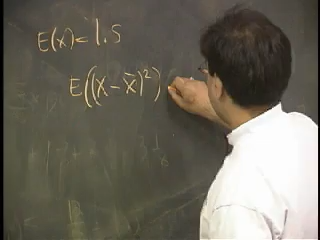 E(x) = 1.5
E((X - x̄)²)